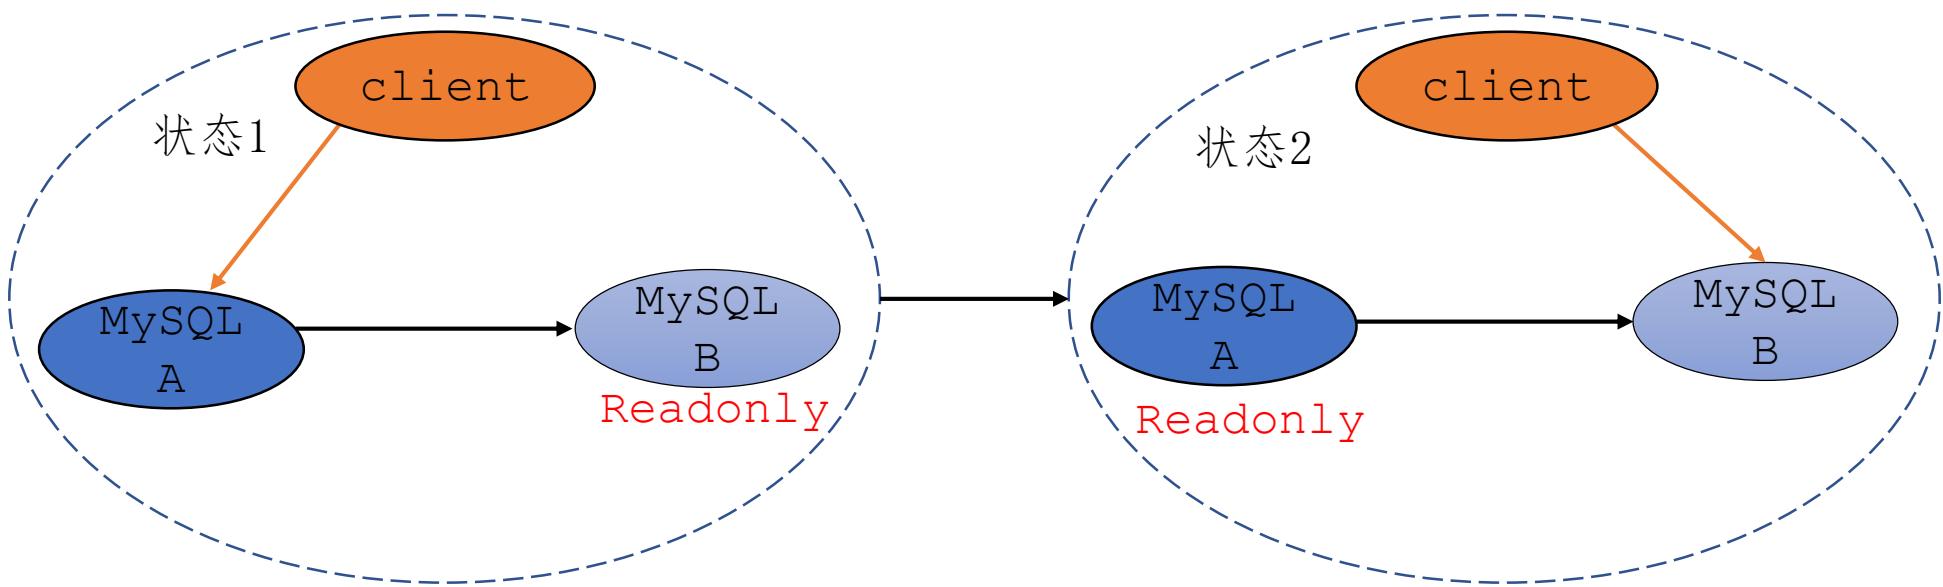 client
状态1
MySQL
A
MySQL
B
Readonly
client
状态2
MySQL
A
Readonly
MySQL
B